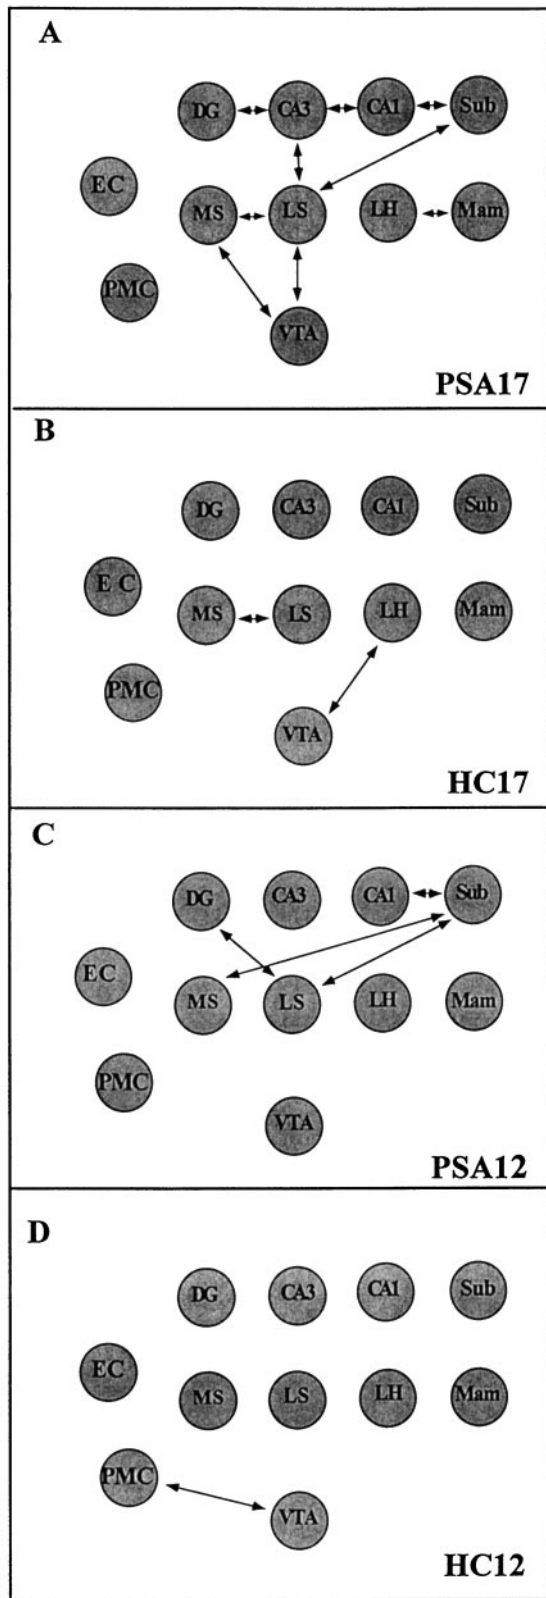 A
DG CA3 CA1 Sub
EC
MS LS LH Mam
PMC
VTA
PSA17
B
DG CA3 CA1 Sub
E C
MS LS LH Mam
PMC
VTA
HC17
C
DG CA3 CA1 Sub
EC
MS LS LH Mam
PMC
VTA
PSA12
D
DG CA3 CA1 Sub
EC
MS LS LH Mam
PMC
VTA
HC12